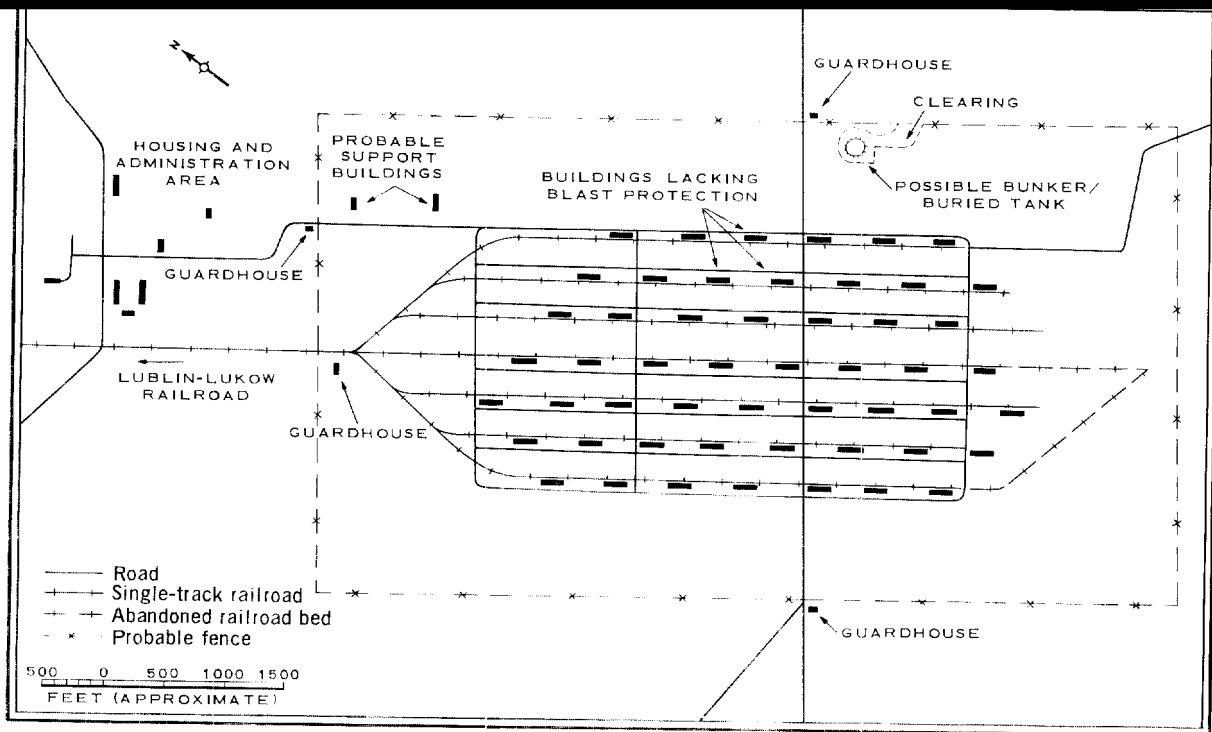 N
GUARDHOUSE
CLEARING
HOUSING AND
ADMINISTRATION
AREA
PROBABLE
SUPPORT
BUILDINGS
BUILDINGS LACKING
BLAST PROTECTION
POSSIBLE BUNKER/
BURIED TANK
GUARDHOUSE
LUBLIN-LUKOW
RAILROAD
GUARDHOUSE
Road
Single-track railroad
Abandoned railroad bed
Probable fence
GUARDHOUSE
500 0 500 1000 1500
FEET (APPROXIMATE)